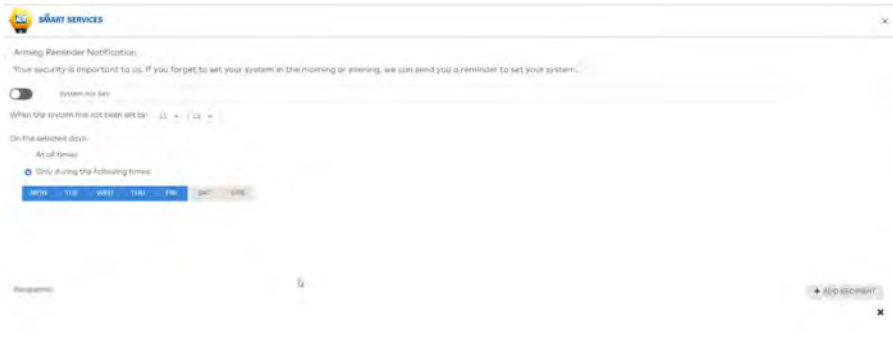 ADT SMART SERVICES
Arming Reminder Notification
Your security is important to us. If you forget to set your system in the morning or evening, we can send you a reminder to set your system.
System not Set
When the system has not been set by:
On the selected days:
At all times
Only during the following times:
MON TUE WED THU FRI SAT SUN
Recipients:
+ ADD RECIPIENT